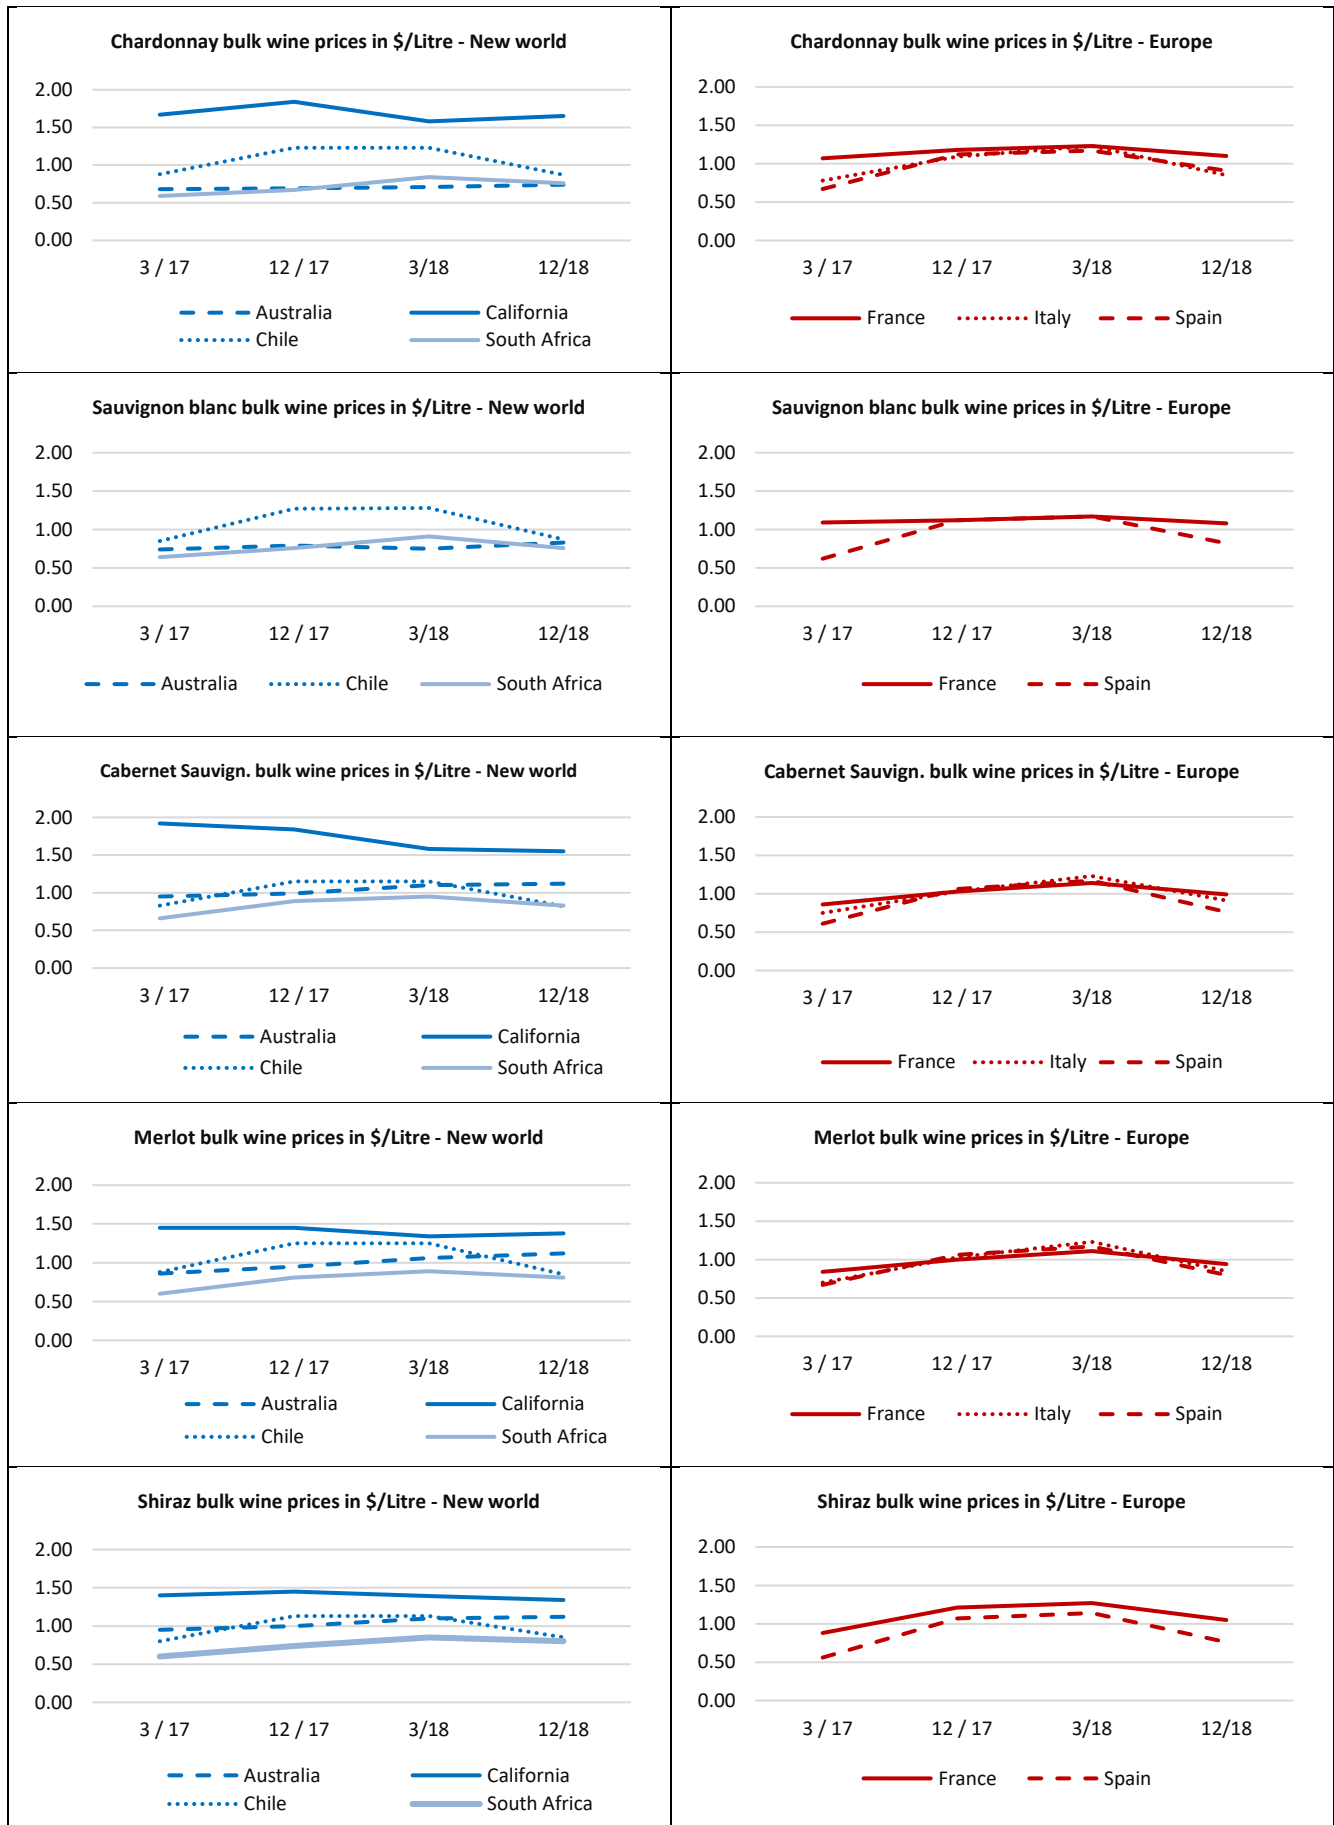 Chardonnay bulk wine prices in $/Litre - New world
2.00
1.50
1.00
0.50
0.00
3 / 17 12 / 17 3/18 12/18
Australia California
Chile South Africa
Chardonnay bulk wine prices in $/Litre - Europe
2.00
1.50
1.00
0.50
0.00
3 / 17 12 / 17 3/18 12/18
France Italy Spain
Sauvignon blanc bulk wine prices in $/Litre - New world
2.00
1.50
1.00
0.50
0.00
3 / 17 12 / 17 3/18 12/18
Australia Chile South Africa
Sauvignon blanc bulk wine prices in $/Litre - Europe
2.00
1.50
1.00
0.50
0.00
3 / 17 12 / 17 3/18 12/18
France Spain
Cabernet Sauvign. bulk wine prices in $/Litre - New world
2.00
1.50
1.00
0.50
0.00
3 / 17 12 / 17 3/18 12/18
Australia California
Chile South Africa
Cabernet Sauvign. bulk wine prices in $/Litre - Europe
2.00
1.50
1.00
0.50
0.00
3 / 17 12 / 17 3/18 12/18
France Italy Spain
Merlot bulk wine prices in $/Litre - New world
2.00
1.50
1.00
0.50
0.00
3 / 17 12 / 17 3/18 12/18
Australia California
Chile South Africa
Merlot bulk wine prices in $/Litre - Europe
2.00
1.50
1.00
0.50
0.00
3 / 17 12 / 17 3/18 12/18
France Italy Spain
Shiraz bulk wine prices in $/Litre - New world
2.00
1.50
1.00
0.50
0.00
3 / 17 12 / 17 3/18 12/18
Australia California
Chile South Africa
Shiraz bulk wine prices in $/Litre - Europe
2.00
1.50
1.00
0.50
0.00
3 / 17 12 / 17 3/18 12/18
France Spain